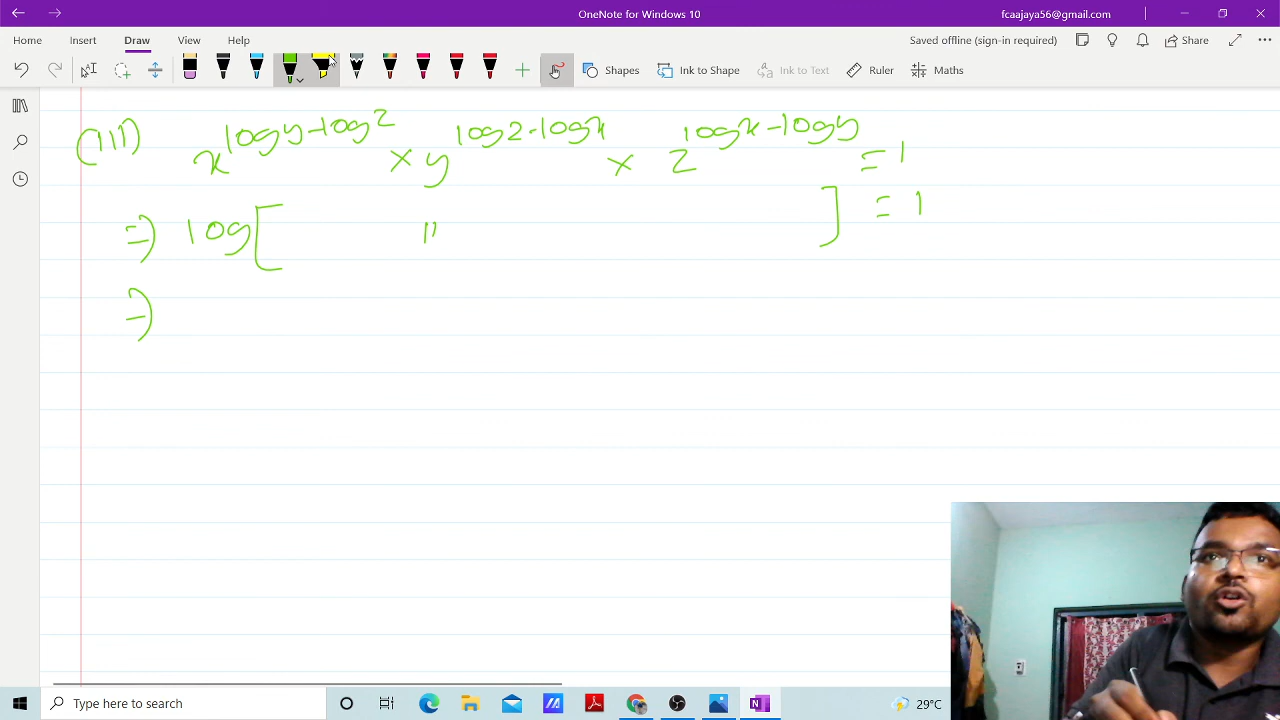 OneNote for Windows 10
fcaajaya56@gmail.com
Home Insert Draw View Help
Saved offline (sign-in required)
Share
Shapes
Ink to Shape
Ink to Text
Ruler
Maths
(III) x^{log y - log z} × y^{log z - log x} × z^{log x - log y} = 1
=) log[ " ] = 1
=)
Type here to search
29°C